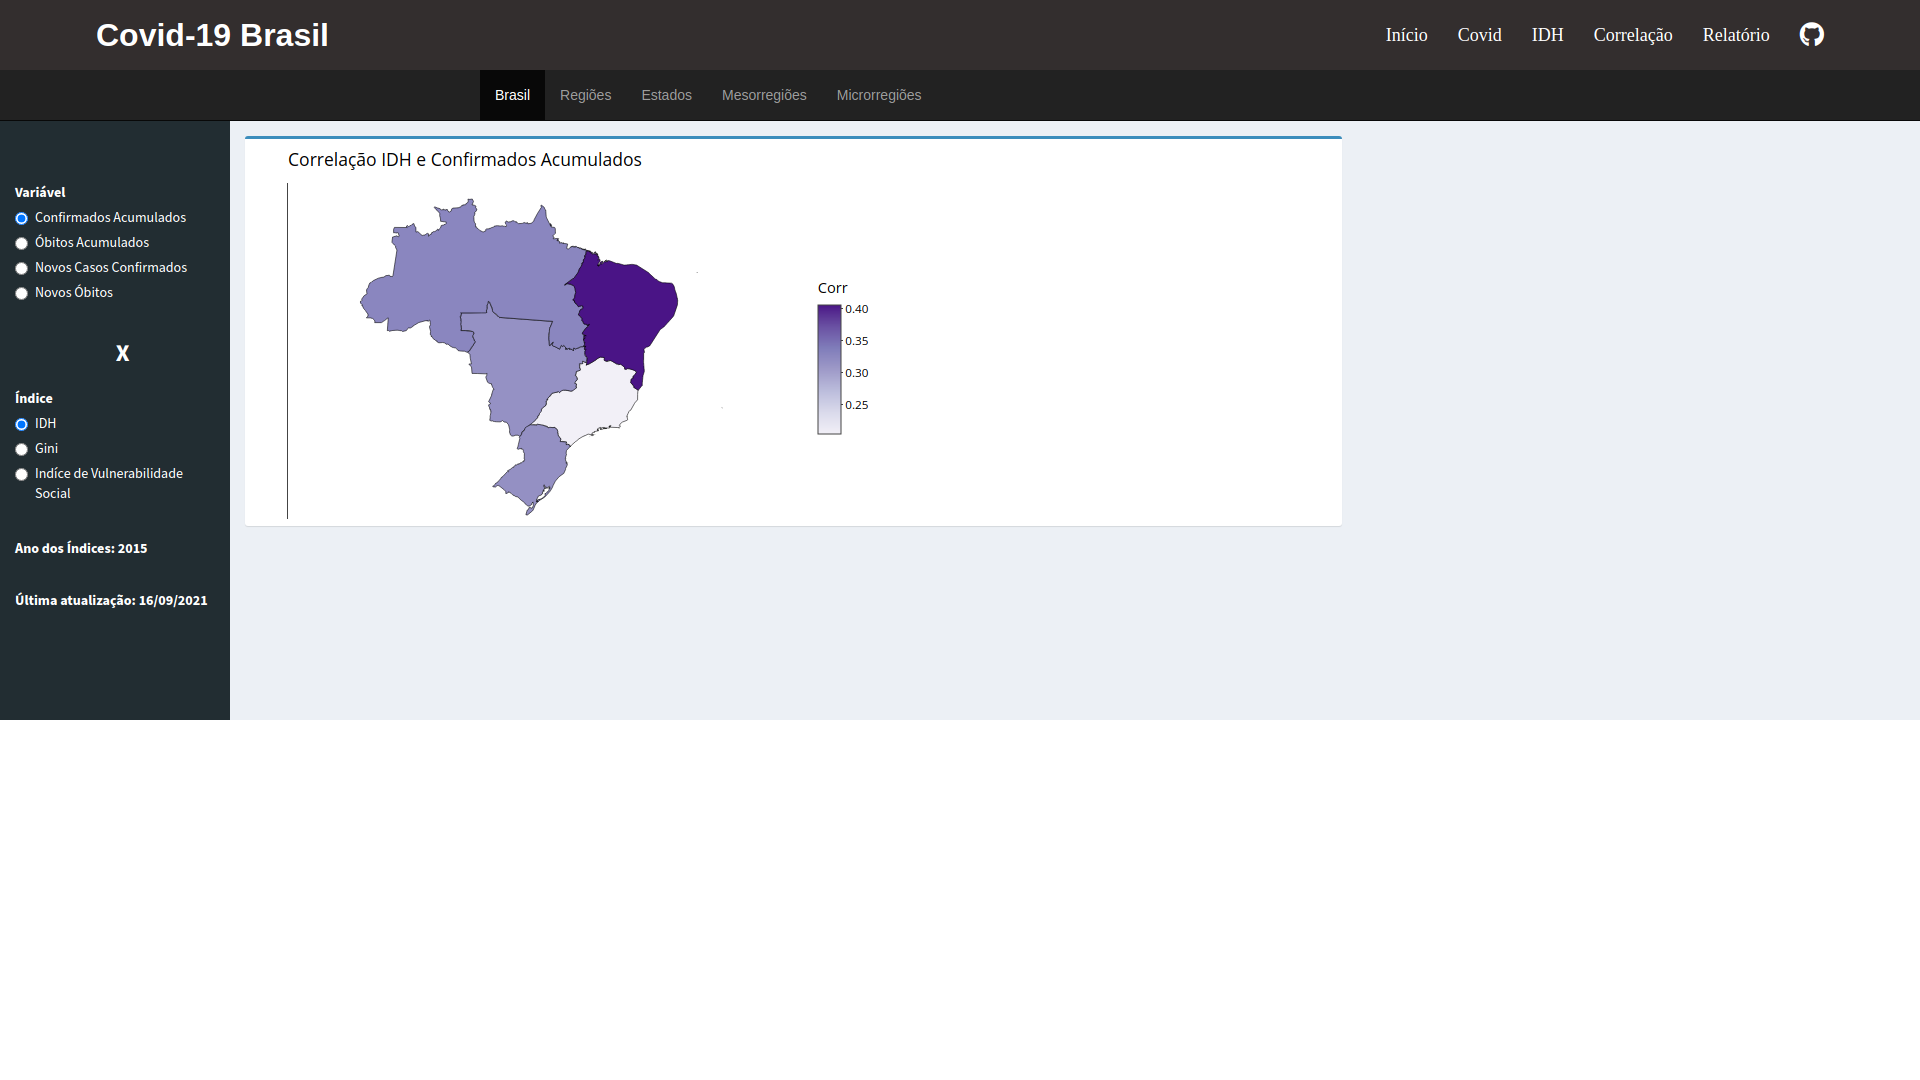 Covid-19 Brasil
Início Covid IDH Correlação Relatório
Brasil Regiões Estados Mesorregiões Microrregiões
Variável
Confirmados Acumulados
Óbitos Acumulados
Novos Casos Confirmados
Novos Óbitos
X
Índice
IDH
Gini
Indíce de Vulnerabilidade
Social
Ano dos Índices: 2015
Última atualização: 16/09/2021
Correlação IDH e Confirmados Acumulados
Corr
0.40
0.35
0.30
0.25